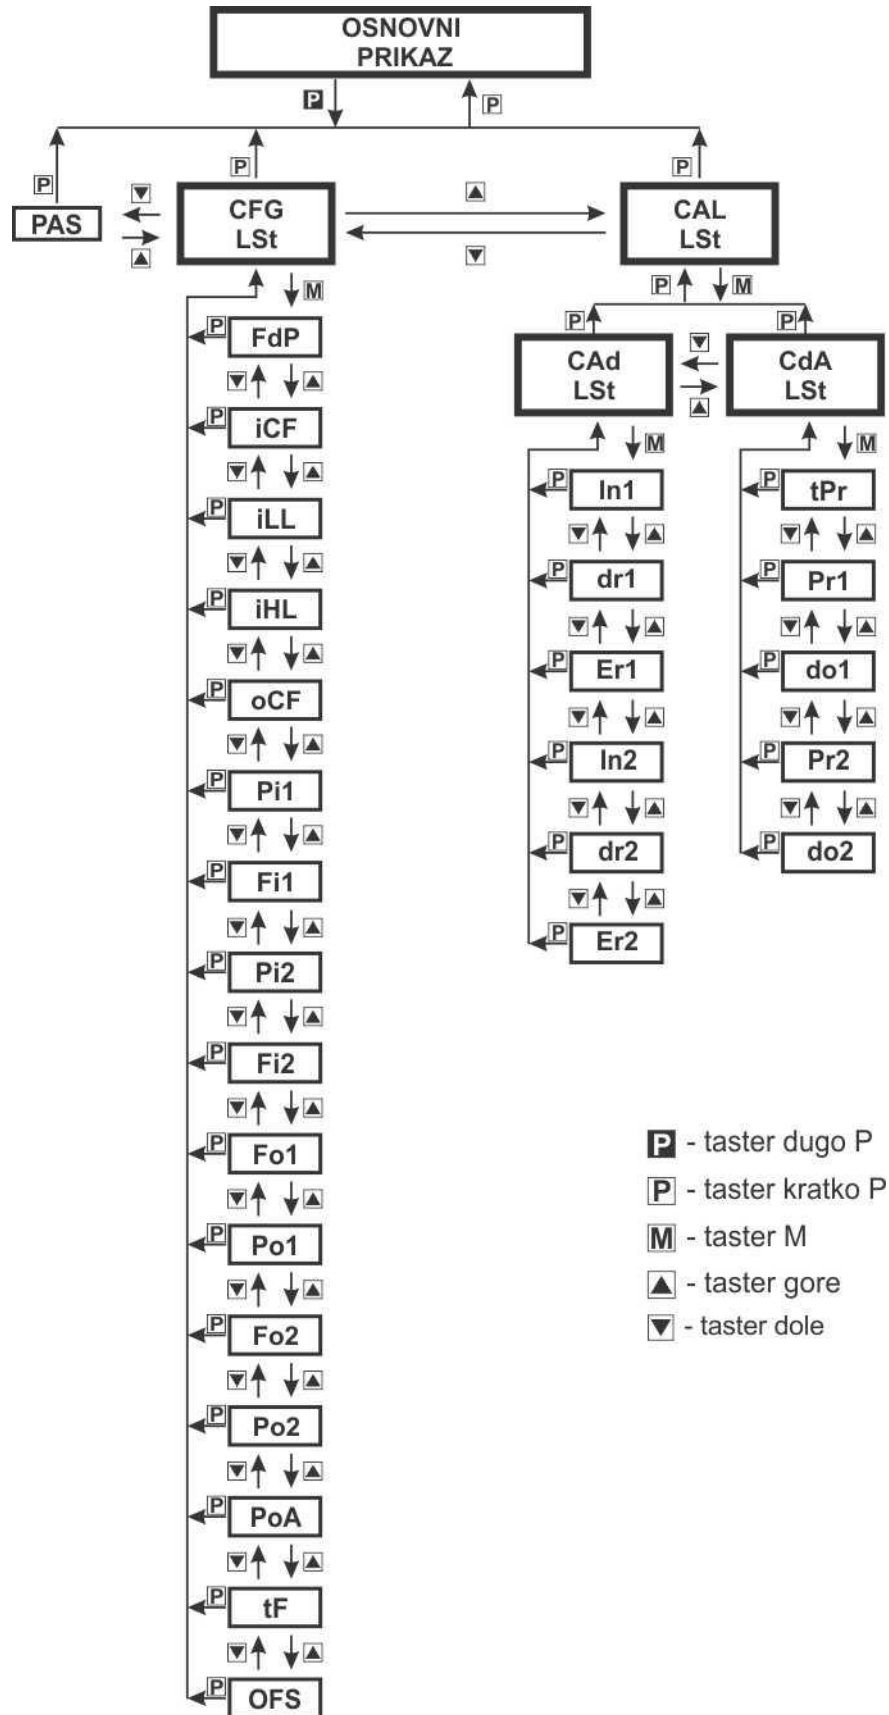 OSNOVNI
PRIKAZ
P
P
P
P
P
PAS
CFG
LSt
CAL
LSt
M
P
M
P
P
CAd
LSt
CdA
LSt
M
M
P
FdP
P
iCF
P
iLL
P
iHL
P
oCF
P
Pi1
P
Fi1
P
Pi2
P
Fi2
P
Fo1
P
Po1
P
Fo2
P
Po2
P
PoA
P
tF
P
OFS
P
In1
P
dr1
P
Er1
P
In2
P
dr2
P
Er2
P
tPr
P
Pr1
P
do1
P
Pr2
P
do2
P - taster dugo P
P - taster kratko P
M - taster M
▲ - taster gore
▼ - taster dole